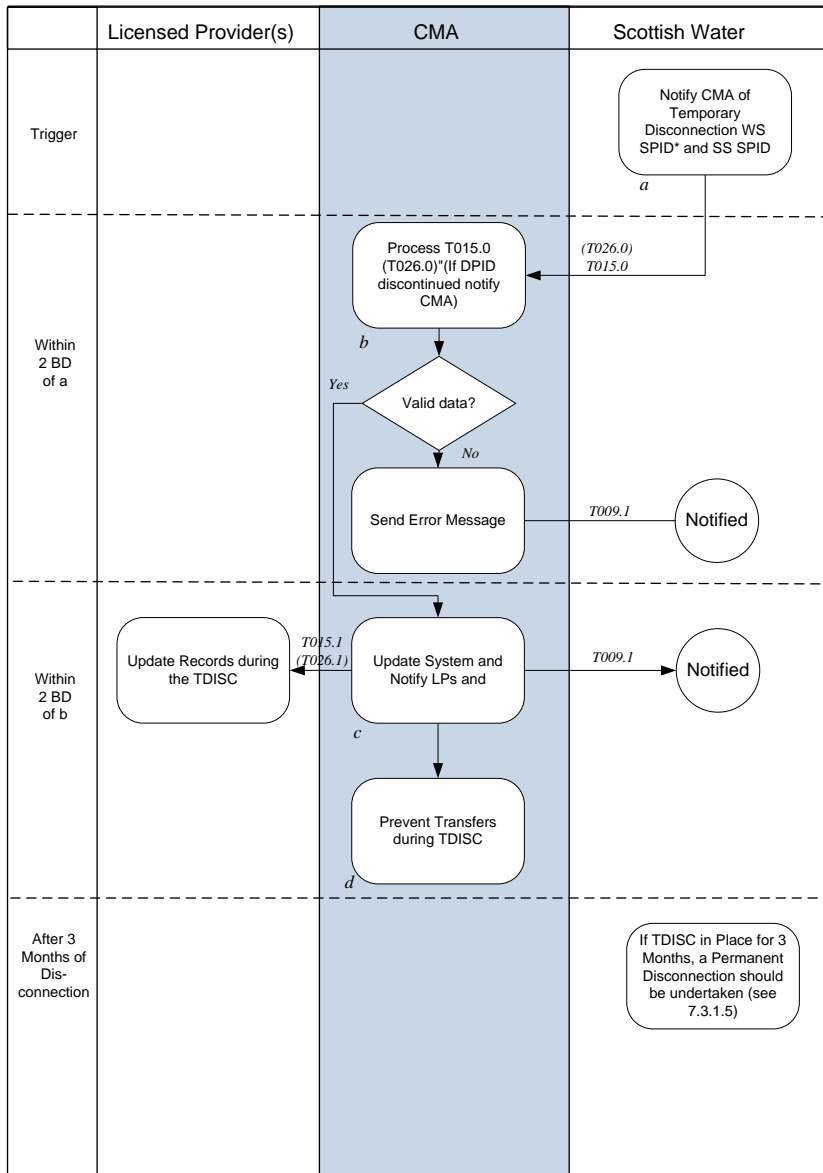 Licensed Provider(s)
CMA
Scottish Water
Trigger
Notify CMA of
Temporary
Disconnection WS
SPID* and SS SPID
a
Within
2 BD
of a
Process T015.0
(T026.0)"(If DPID
discontinued notify
CMA)
b
(T026.0)
T015.0
Valid data?
Yes
No
Send Error Message
T009.1
Notified
Within
2 BD
of b
Update Records during
the TDISC
T015.1
(T026.1)
Update System and
Notify LPs and
c
T009.1
Notified
Prevent Transfers
during TDISC
d
After 3
Months of
Dis-
connection
If TDISC in Place for 3
Months, a Permanent
Disconnection should
be undertaken (see
7.3.1.5)